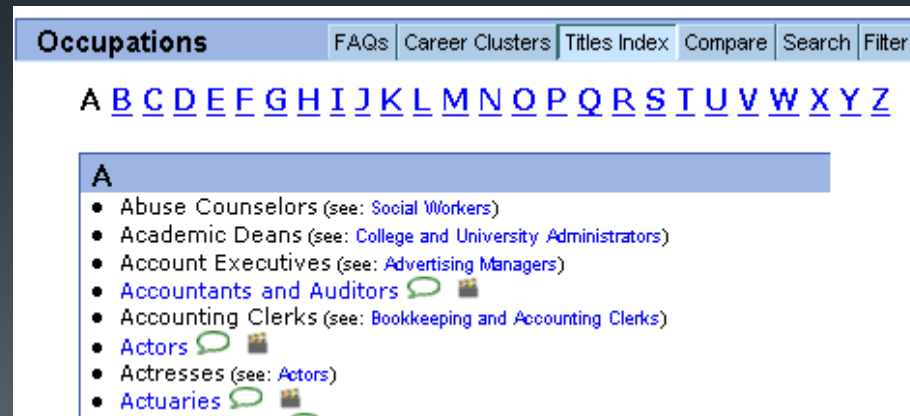 Occupations FAQs Career Clusters Titles Index Compare Search Filter
A B C D E F G H I J K L M N O P Q R S T U V W X Y Z
A
• Abuse Counselors (see: Social Workers)
• Academic Deans (see: College and University Administrators)
• Account Executives (see: Advertising Managers)
• Accountants and Auditors
• Accounting Clerks (see: Bookkeeping and Accounting Clerks)
• Actors
• Actresses (see: Actors)
• Actuaries